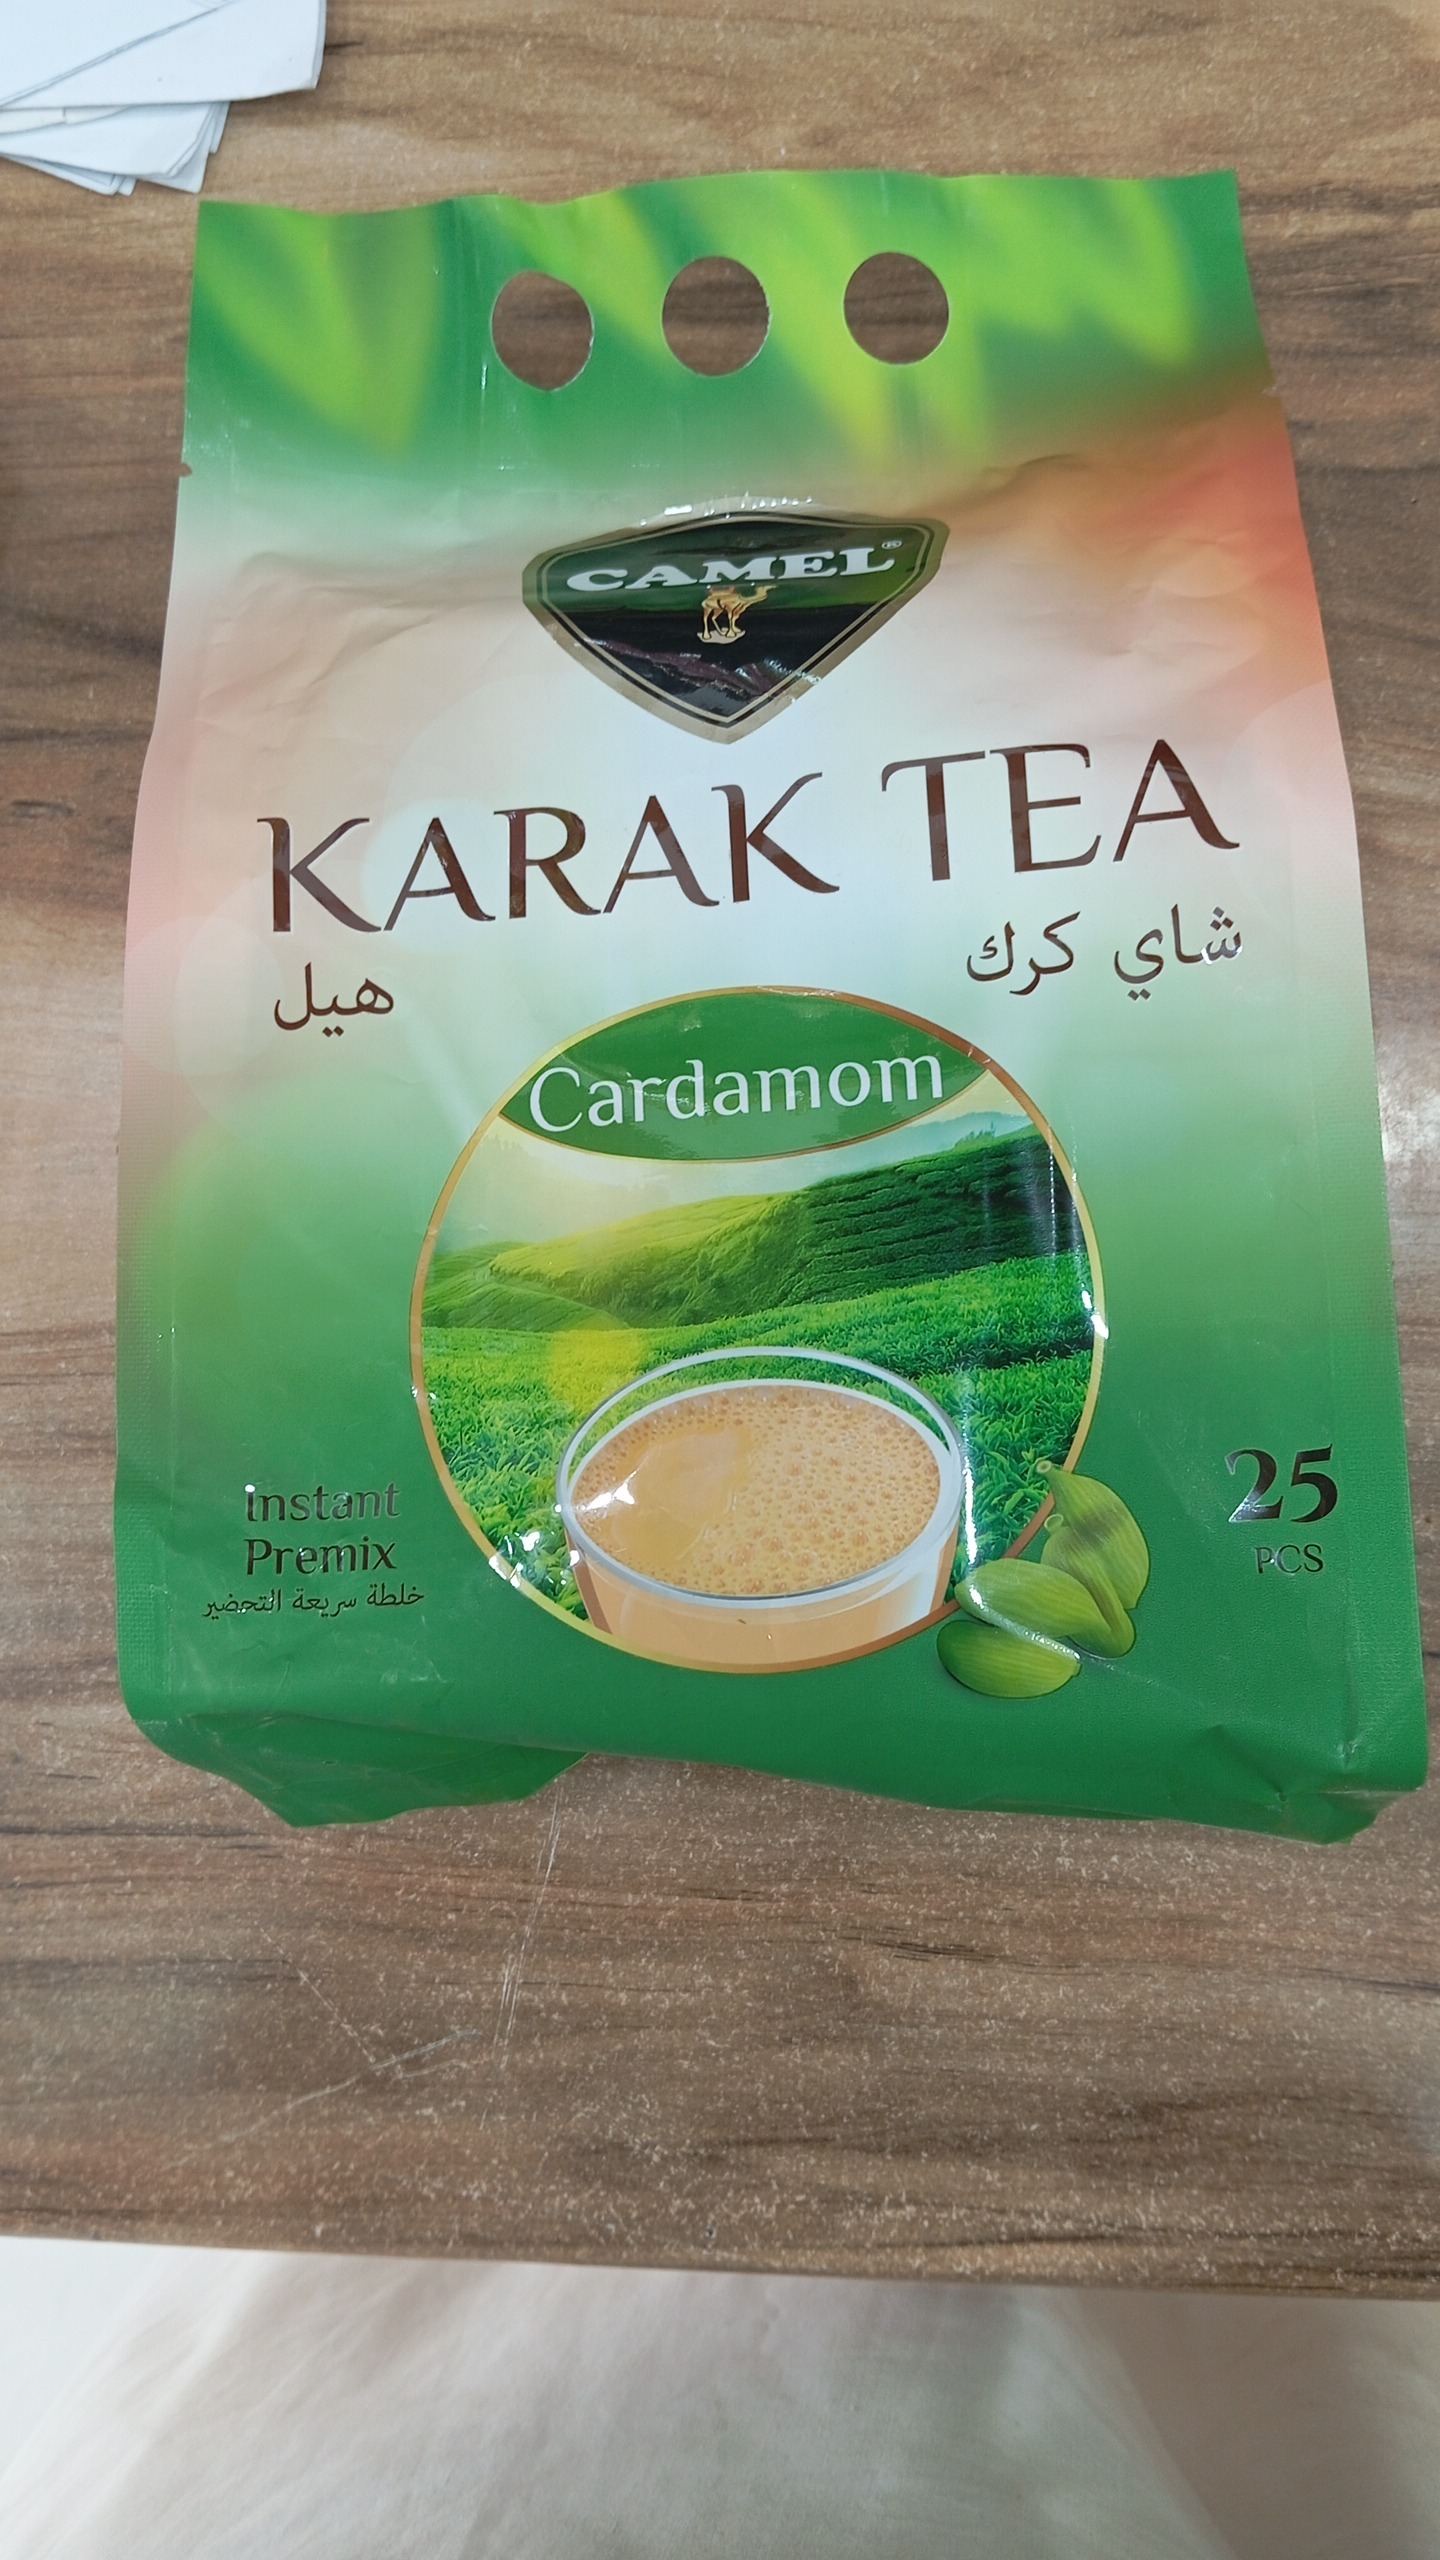 CAMEL®
KARAK TEA
شاي كرك
هيل
Cardamom
Instant
Premix
خلطة سريعة التحضير
25
PCS